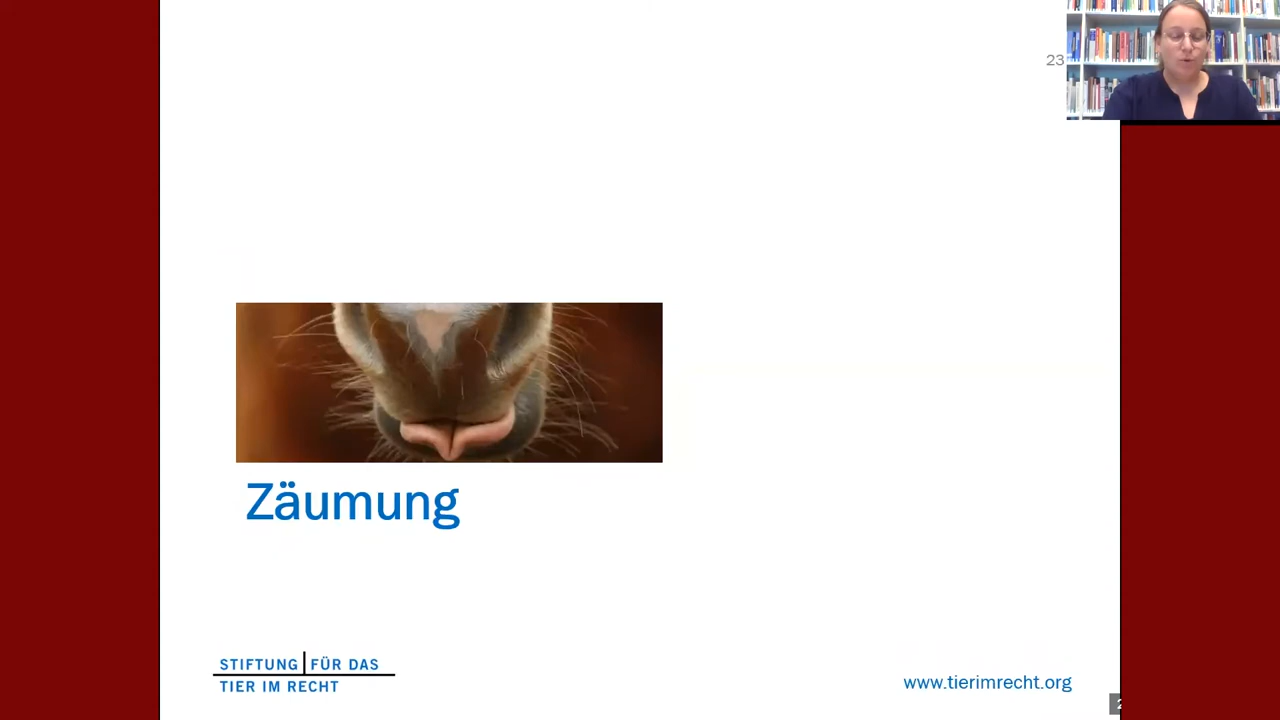 23
Zäumung
STIFTUNG FÜR DAS
TIER IM RECHT
www.tierimrecht.org